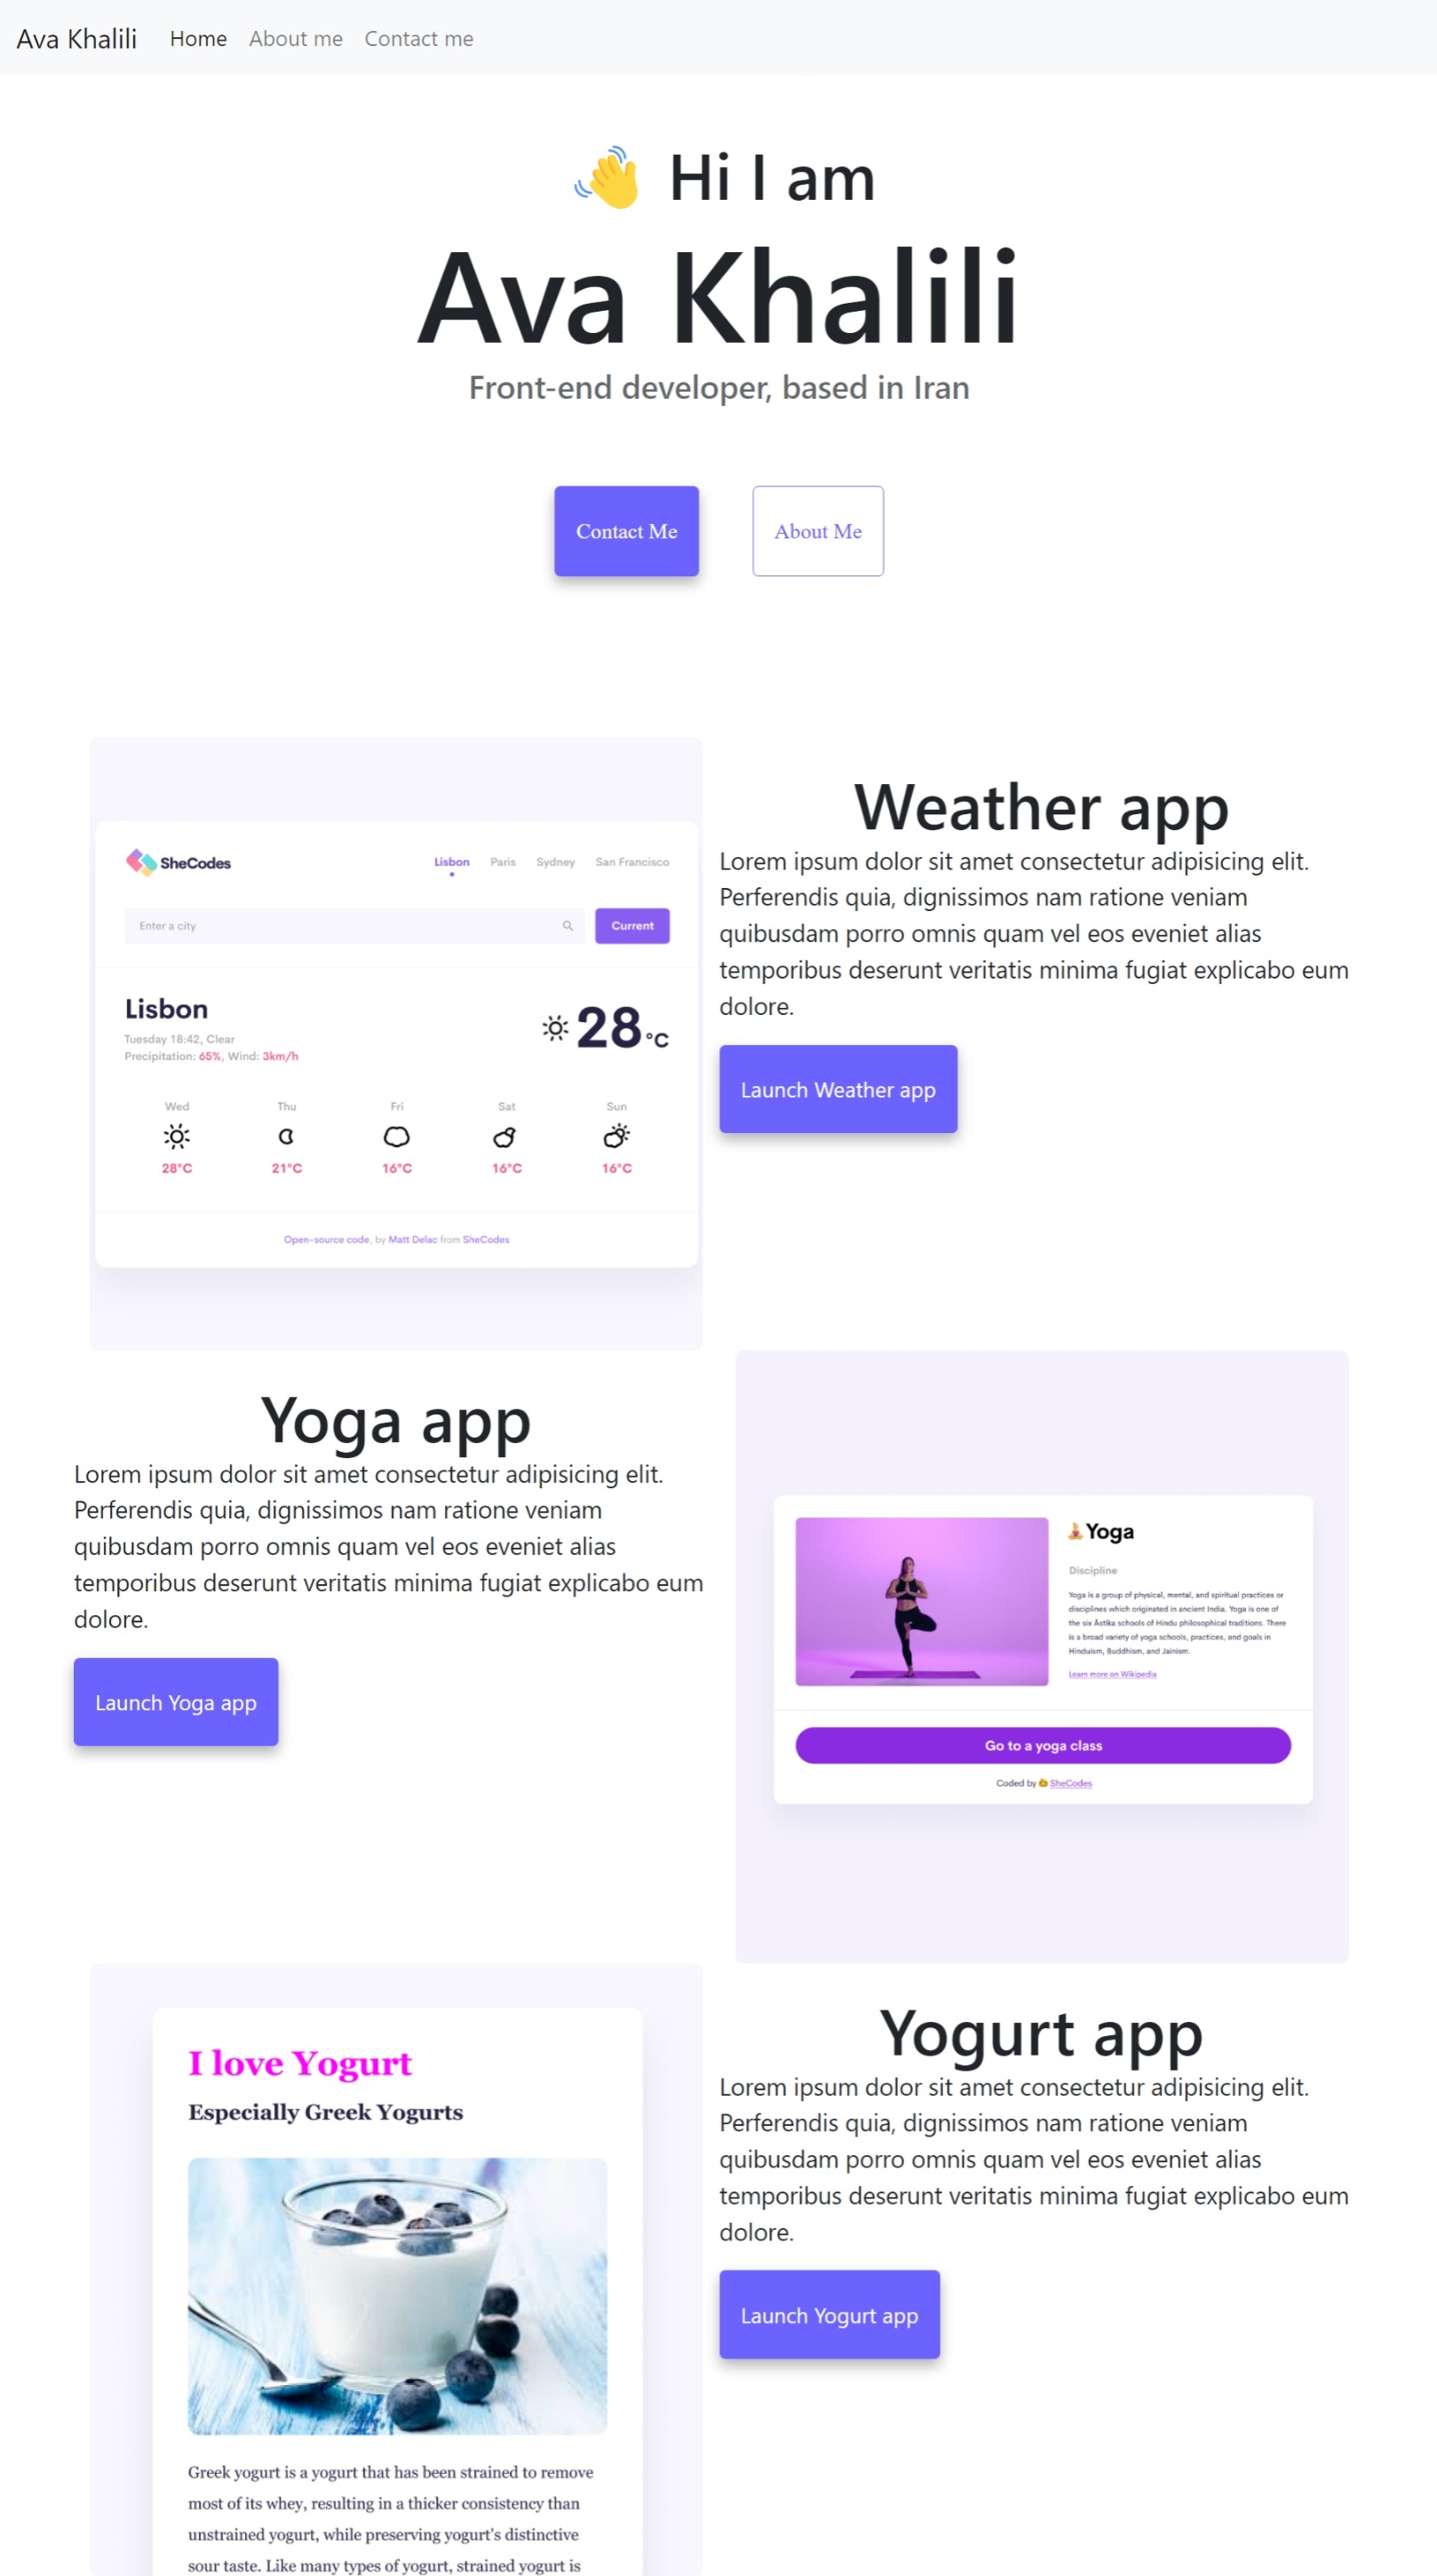 Ava Khalili Home About me Contact me
👋 Hi I am
Ava Khalili
Front-end developer, based in Iran
Contact Me About Me
SheCodes Lisbon Paris Sydney San Francisco
Enter a city Current
Lisbon
Tuesday 18:42, Clear
Precipitation: 65%, Wind: 3km/h
28°C
Wed Thu Fri Sat Sun
28°C 21°C 16°C 16°C 16°C
Open-source code, by Matt Delac from SheCodes
Weather app
Lorem ipsum dolor sit amet consectetur adipisicing elit.
Perferendis quia, dignissimos nam ratione veniam
quibusdam porro omnis quam vel eos eveniet alias
temporibus deserunt veritatis minima fugiat explicabo eum
dolore.
Launch Weather app
Yoga app
Lorem ipsum dolor sit amet consectetur adipisicing elit.
Perferendis quia, dignissimos nam ratione veniam
quibusdam porro omnis quam vel eos eveniet alias
temporibus deserunt veritatis minima fugiat explicabo eum
dolore.
Launch Yoga app
🧘Yoga
Discipline
Yoga is a group of physical, mental, and spiritual practices or
disciplines which originated in ancient India. Yoga is one of
the six Āstika schools of Hindu philosophical traditions. There
is a broad variety of yoga schools, practices, and goals in
Hinduism, Buddhism, and Jainism.
Learn more on Wikipedia
Go to a yoga class
Coded by SheCodes
I love Yogurt
Especially Greek Yogurts
Greek yogurt is a yogurt that has been strained to remove
most of its whey, resulting in a thicker consistency than
unstrained yogurt, while preserving yogurt's distinctive
sour taste. Like many types of yogurt, strained yogurt is
Yogurt app
Lorem ipsum dolor sit amet consectetur adipisicing elit.
Perferendis quia, dignissimos nam ratione veniam
quibusdam porro omnis quam vel eos eveniet alias
temporibus deserunt veritatis minima fugiat explicabo eum
dolore.
Launch Yogurt app